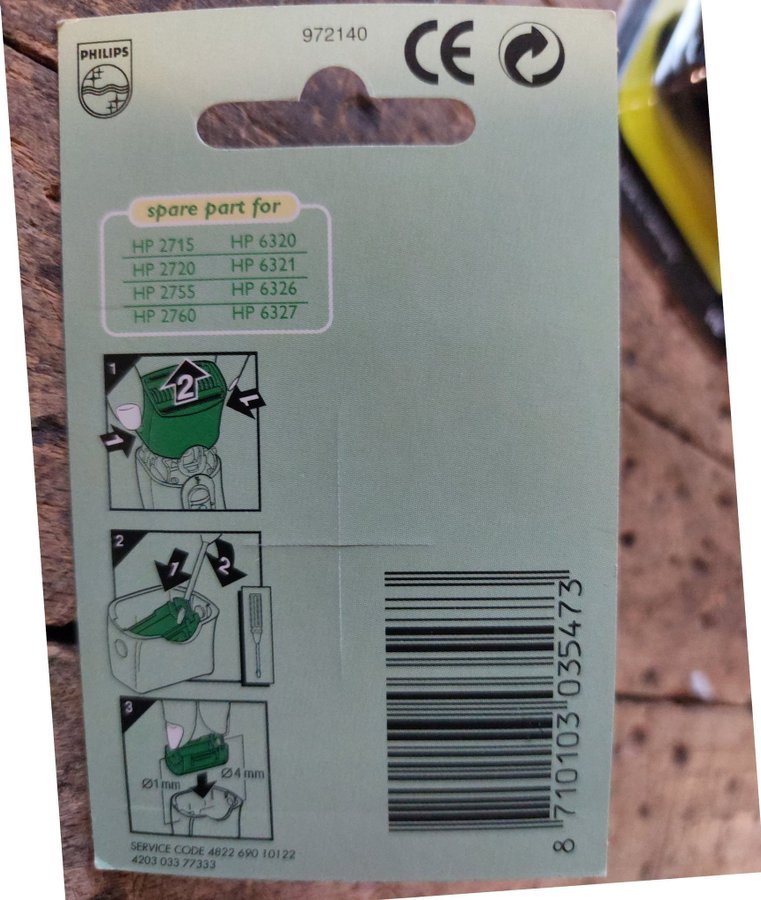 PHILIPS
972140
CE
spare part for
HP 2715 HP 6320
HP 2720 HP 6321
HP 2755 HP 6326
HP 2760 HP 6327
1
2
1
1
2
1
2
3
Ø1mm
Ø4mm
SERVICE CODE 4822 690 10122
4203 033 77333
8 710103 035473